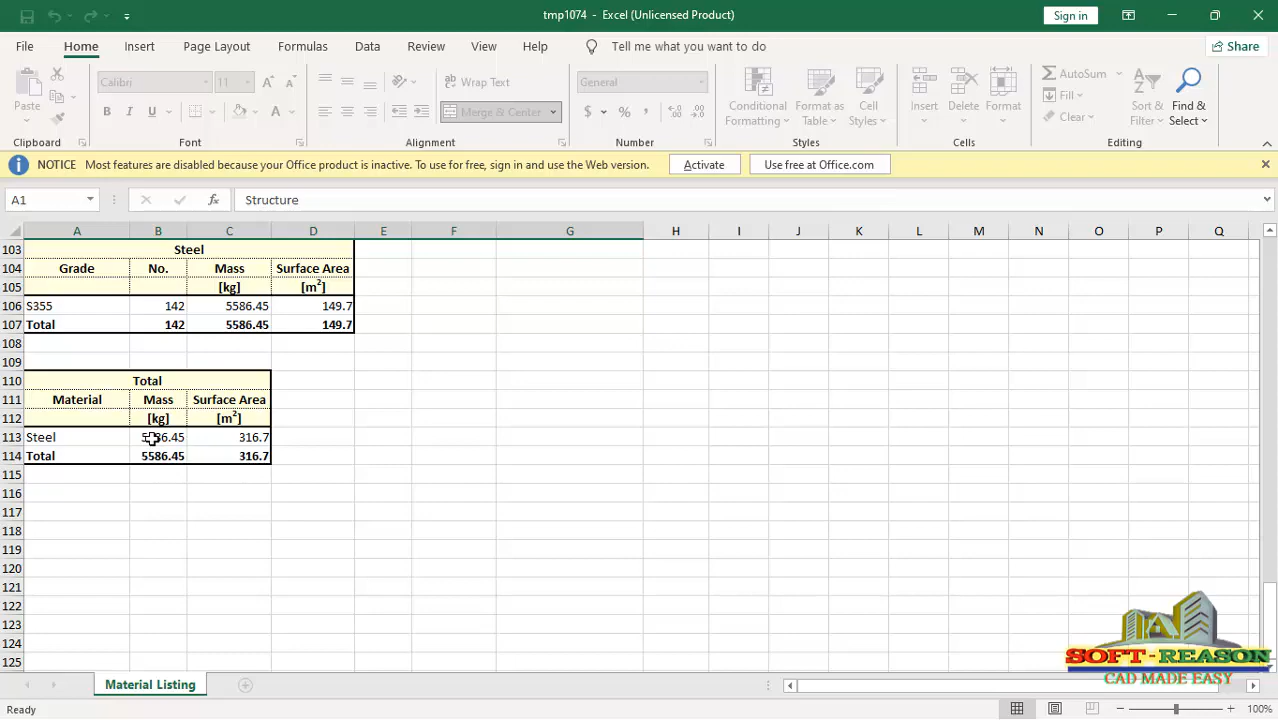 tmp1074 - Excel (Unlicensed Product)
Sign in
File Home Insert Page Layout Formulas Data Review View Help Tell me what you want to do
Share
Paste
Calibri 11
B I U
Wrap Text
Merge & Center
General
$ % ,
Conditional Formatting
Format as Table
Cell Styles
Insert
Delete
Format
AutoSum
Fill
Clear
Sort & Filter
Find & Select
Clipboard Font Alignment Number Styles Cells Editing
NOTICE Most features are disabled because your Office product is inactive. To use for free, sign in and use the Web version. Activate Use free at Office.com
A1 fx Structure
A B C D E F G H I J K L M N O P Q
103 Steel
104 Grade No. Mass Surface Area
105 [kg] [m²]
106 S355 142 5586.45 149.7
107 Total 142 5586.45 149.7
108
109
110 Total
111 Material Mass Surface Area
112 [kg] [m²]
113 Steel 316.7
114 Total 5586.45 316.7
115
116
117
118
119
120
121
122
123
124
125
SOFT-REASON
CAD MADE EASY
Material Listing
Ready
100%